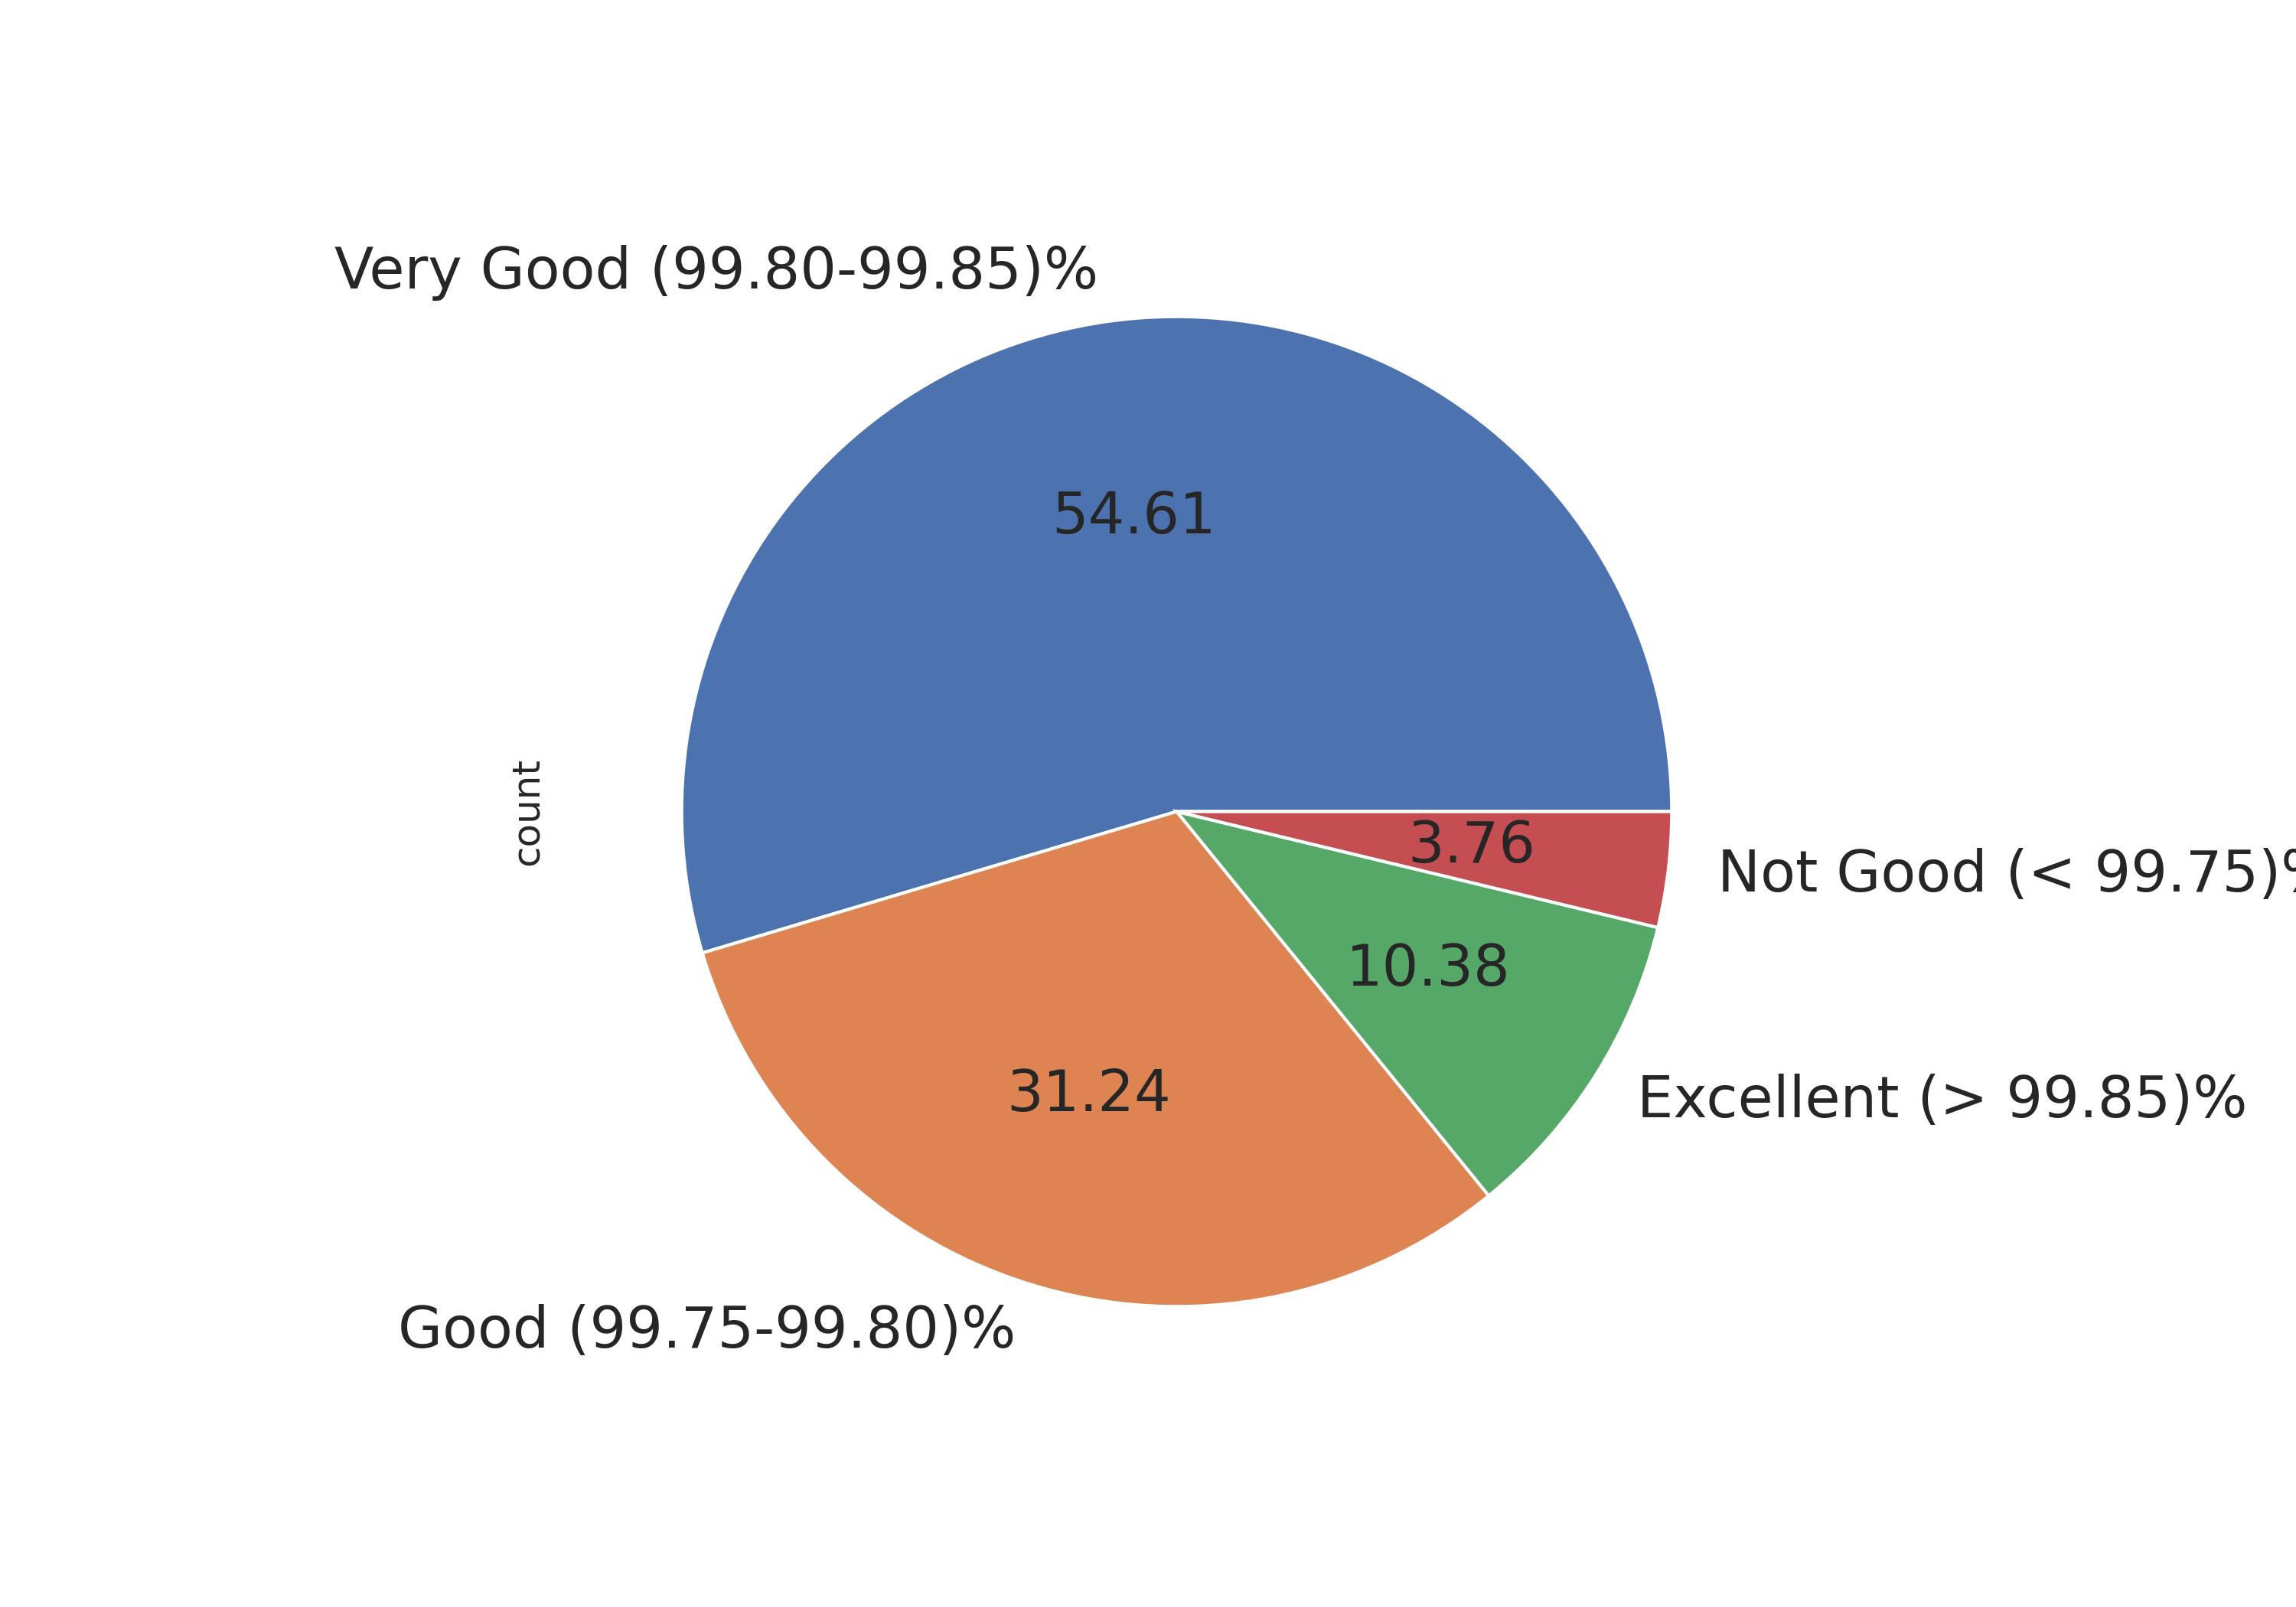 Very Good (99.80-99.85)%
54.61
count
3.76
Not Good (< 99.75)%
10.38
31.24
Excellent (> 99.85)%
Good (99.75-99.80)%